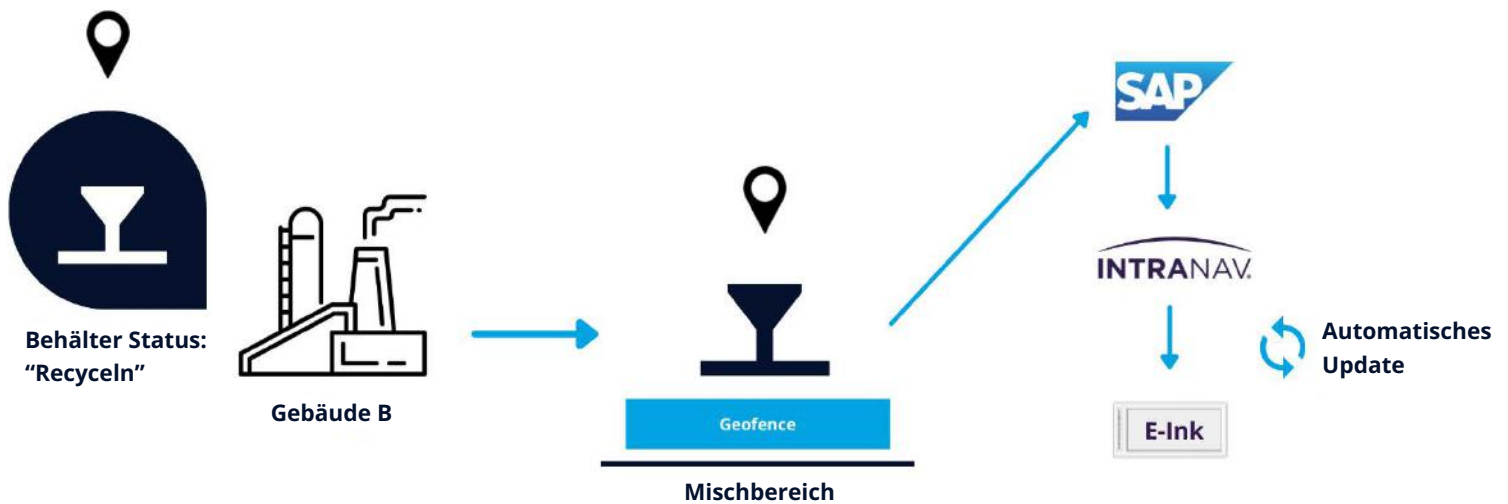 Behälter Status:
“Recyceln”
Gebäude B
Geofence
Mischbereich
SAP
INTRANAV.
Automatisches
Update
E-Ink